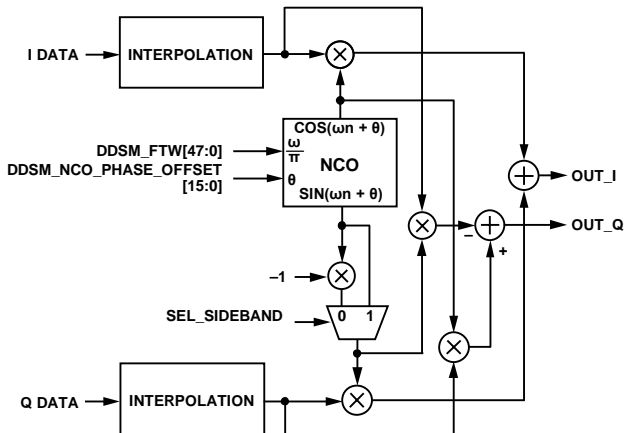 I DATA
INTERPOLATION
COS(ωn + θ)
DDSM_FTW[47:0]
ω
π
NCO
DDSM_NCO_PHASE_OFFSET
[15:0]
θ
SIN(ωn + θ)
OUT_I
OUT_Q
–
+
–1
SEL_SIDEBAND
0 1
Q DATA
INTERPOLATION